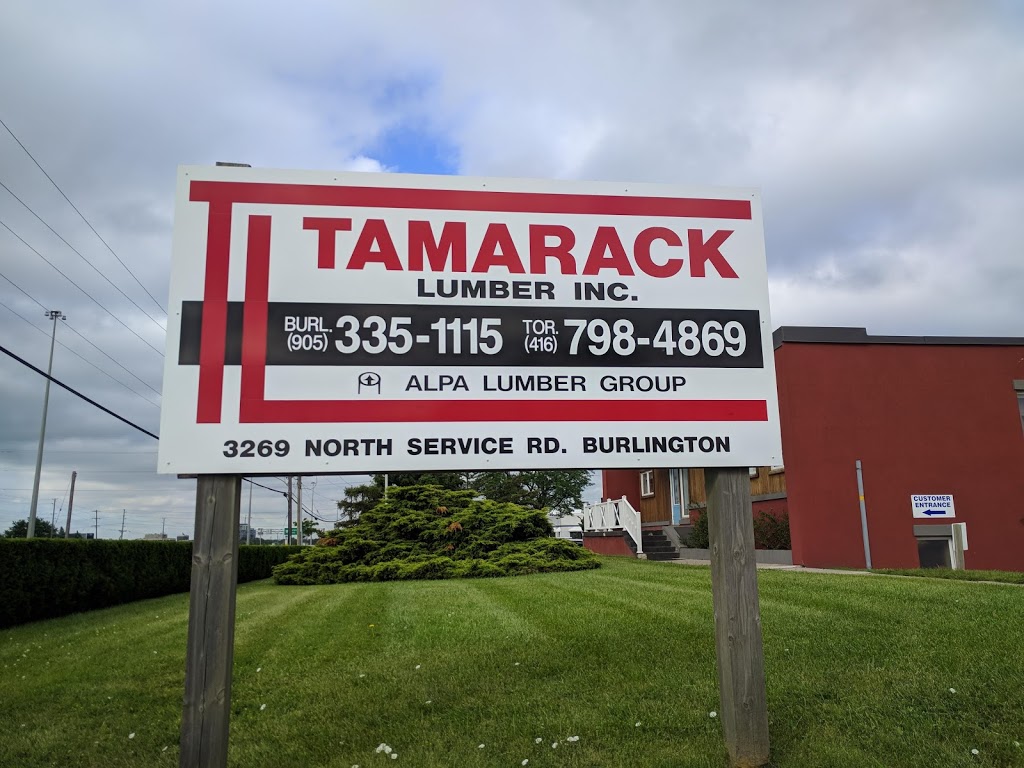 TAMARACK
LUMBER INC.
BURL. (905) 335-1115 TOR. (416) 798-4869
ALPA LUMBER GROUP
3269 NORTH SERVICE RD. BURLINGTON
CUSTOMER
ENTRANCE